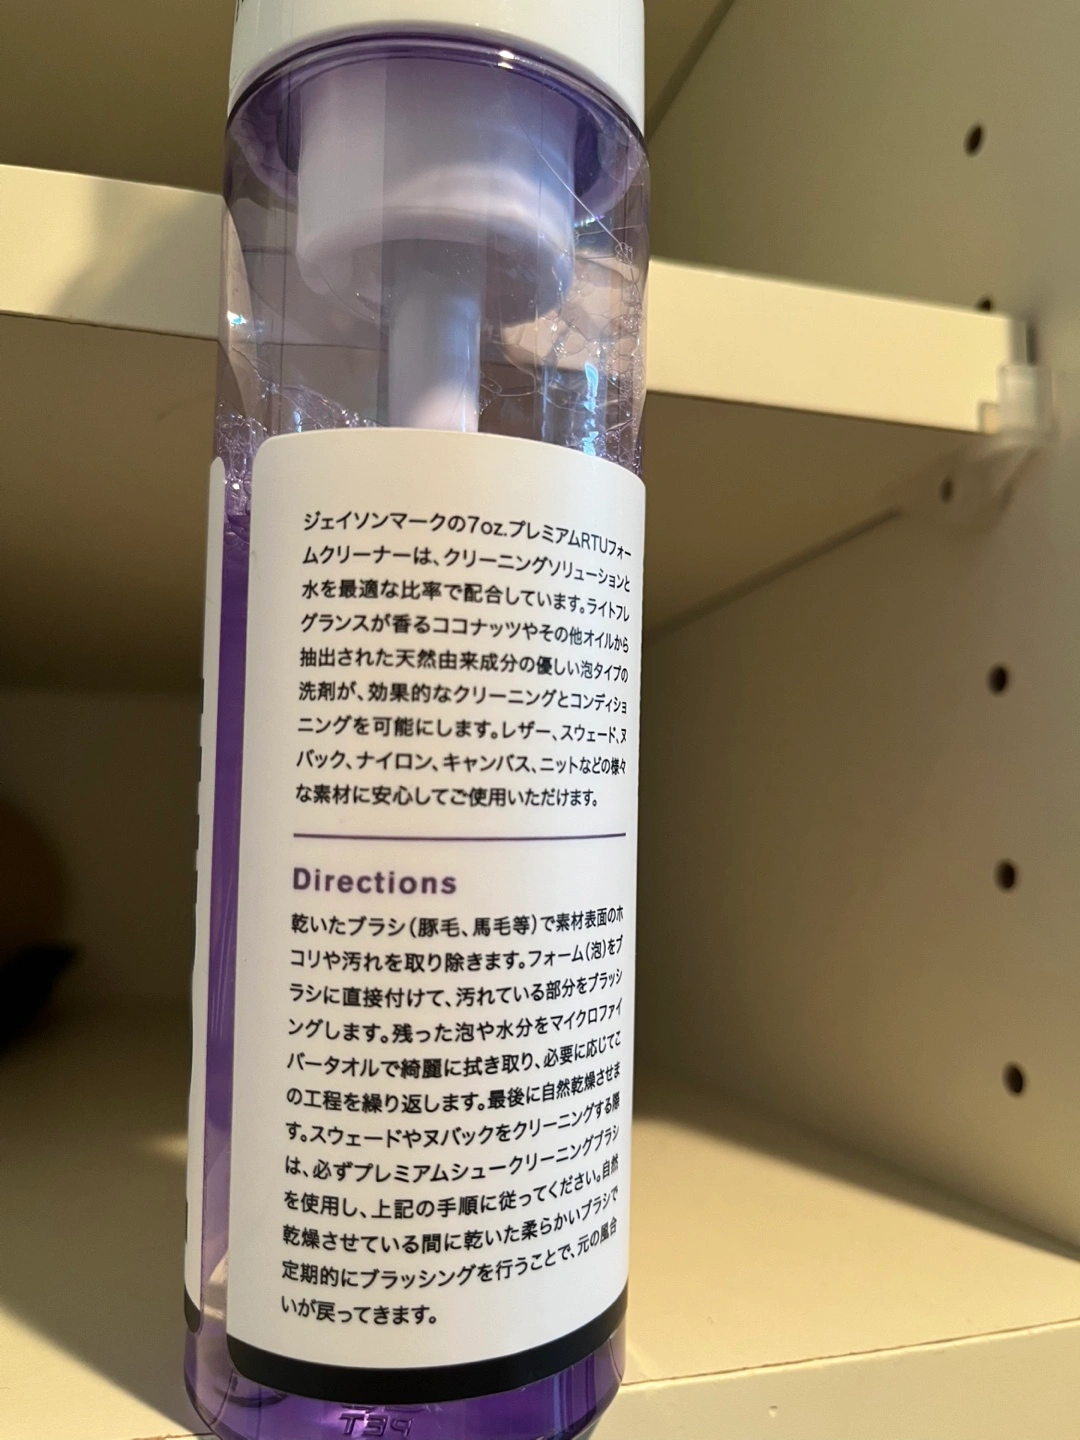 ジェイソンマークの7oz.プレミアムRTUフォー
ムクリーナーは、クリーニングソリューションと
水を最適な比率で配合しています。ライトフレ
グランスが香るココナッツやその他オイルから
抽出された天然由来成分の優しい泡タイプの
洗剤が、効果的なクリーニングとコンディショ
ニングを可能にします。レザー、スウェード、ヌ
バック、ナイロン、キャンバス、ニットなどの様々
な素材に安心してご使用いただけます。
Directions
乾いたブラシ（豚毛、馬毛等）で素材表面のホ
コリや汚れを取り除きます。フォーム（泡）をブ
ラシに直接付けて、汚れている部分をブラッシ
ングします。残った泡や水分をマイクロファイ
バータオルで綺麗に拭き取り、必要に応じてこ
の工程を繰り返します。最後に自然乾燥させま
す。スウェードやヌバックをクリーニングする際
は、必ずプレミアムシュークリーニングブラシ
を使用し、上記の手順に従ってください。自然
乾燥させている間に乾いた柔らかいブラシで
定期的にブラッシングを行うことで、元の風合
いが戻ってきます。
PET